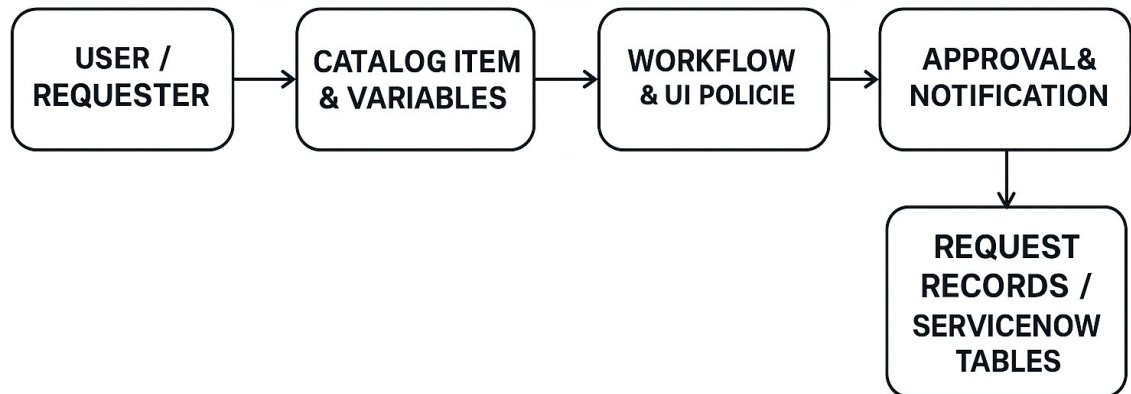 USER /
REQUESTER
CATALOG ITEM
& VARIABLES
WORKFLOW
& UI POLICIE
APPROVAL&
NOTIFICATION
REQUEST
RECORDS /
SERVICENOW
TABLES